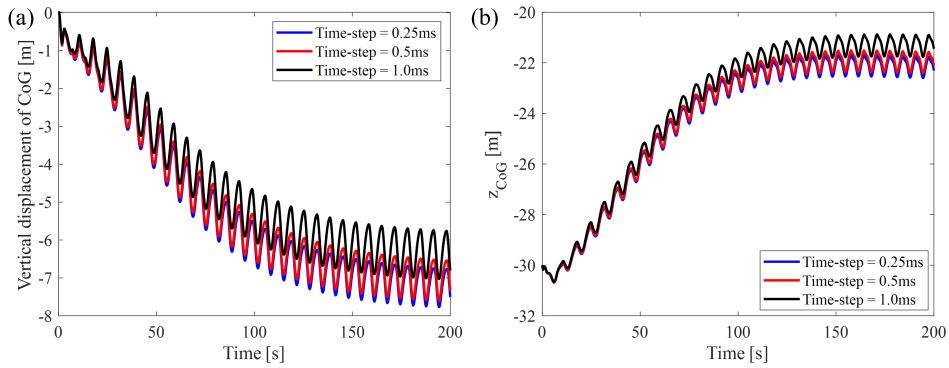 (a)
Vertical displacement of CoG [m]
0
-1
-2
-3
-4
-5
-6
-7
-8
Time-step = 0.25ms
Time-step = 0.5ms
Time-step = 1.0ms
0
50
100
150
200
Time [s]
(b)
z_CoG [m]
-20
-22
-24
-26
-28
-30
-32
Time-step = 0.25ms
Time-step = 0.5ms
Time-step = 1.0ms
0
50
100
150
200
Time [s]